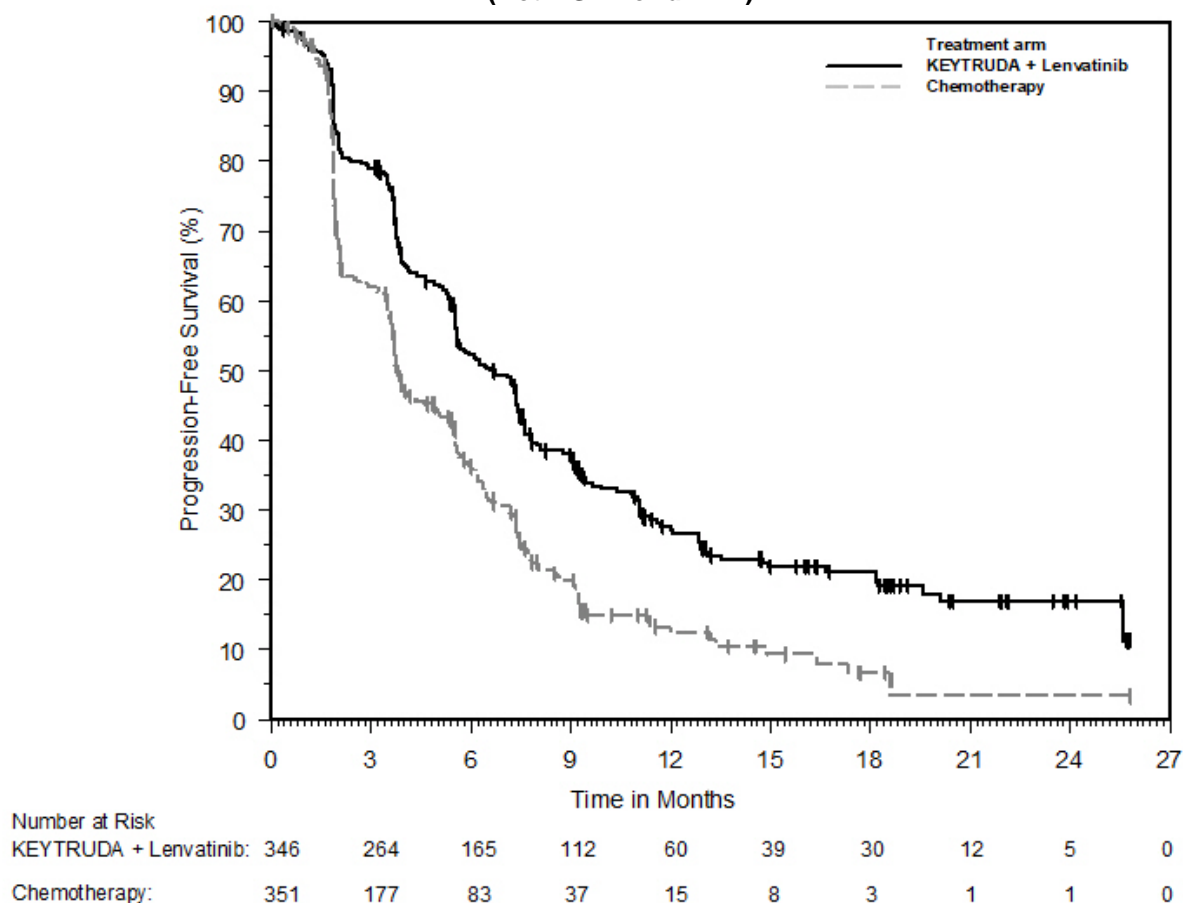 Treatment arm
KEYTRUDA + Lenvatinib
Chemotherapy
Progression-Free Survival (%)
100
90
80
70
60
50
40
30
20
10
0
0 3 6 9 12 15 18 21 24 27
Time in Months
Number at Risk
KEYTRUDA + Lenvatinib: 346 264 165 112 60 39 30 12 5 0
Chemotherapy: 351 177 83 37 15 8 3 1 1 0